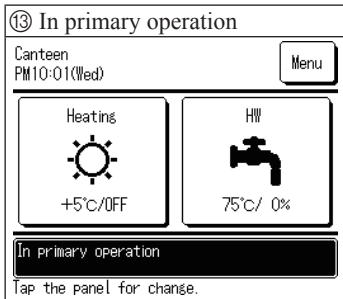 ⑬ In primary operation
Canteen
PM10:01(Wed)
Menu
Heating
+5℃/OFF
HW
75℃/ 0%
In primary operation
Tap the panel for change.